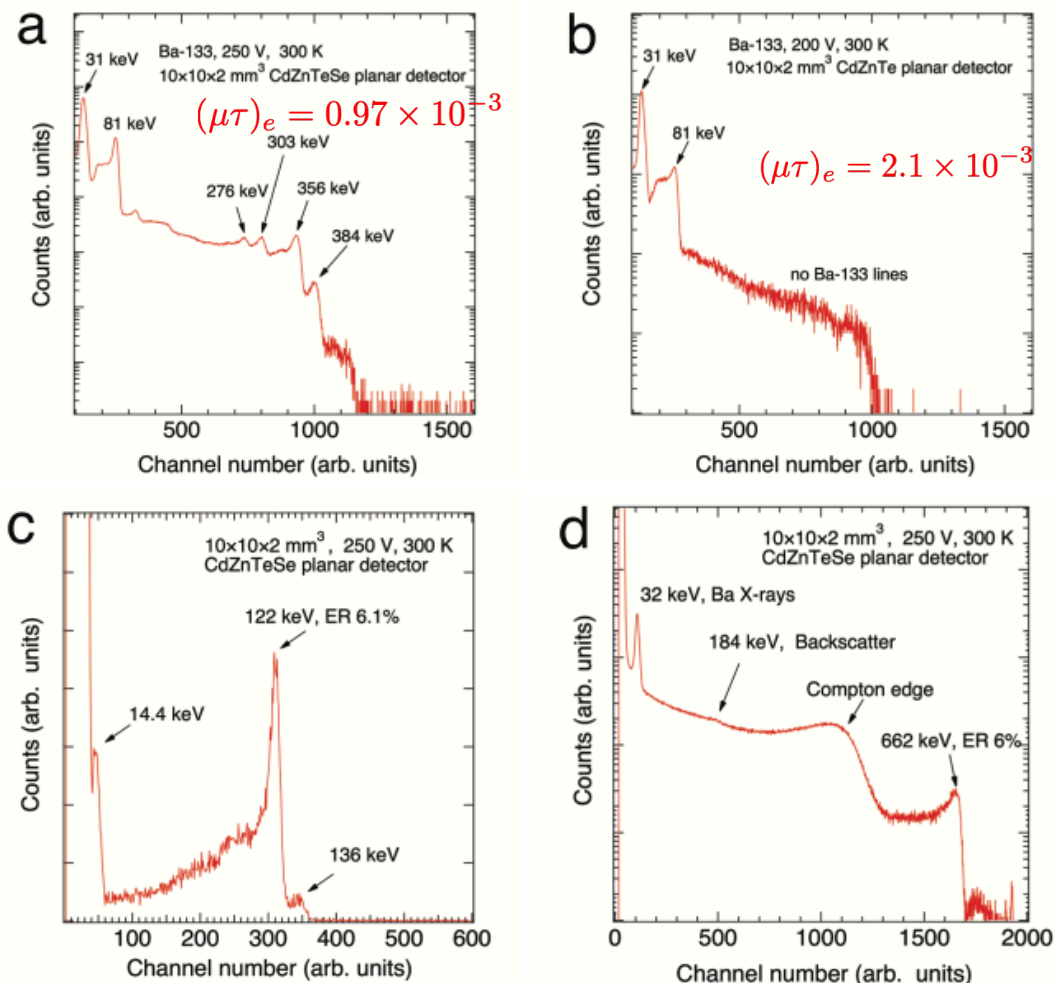 a
Ba-133, 250 V, 300 K
10×10×2 mm³ CdZnTeSe planar detector
(μτ)ₑ = 0.97 × 10⁻³
31 keV
81 keV
276 keV
303 keV
356 keV
384 keV
Counts (arb. units)
500
1000
1500
Channel number (arb. units)
b
Ba-133, 200 V, 300 K
10×10×2 mm³ CdZnTe planar detector
(μτ)ₑ = 2.1 × 10⁻³
31 keV
81 keV
no Ba-133 lines
Counts (arb. units)
500
1000
1500
Channel number (arb. units)
c
10×10×2 mm³, 250 V, 300 K
CdZnTeSe planar detector
122 keV, ER 6.1%
14.4 keV
136 keV
Counts (arb. units)
100
200
300
400
500
600
Channel number (arb. units)
d
10×10×2 mm³, 250 V, 300 K
CdZnTeSe planar detector
32 keV, Ba X-rays
184 keV, Backscatter
Compton edge
662 keV, ER 6%
Counts (arb. units)
0
500
1000
1500
2000
Channel number (arb. units)